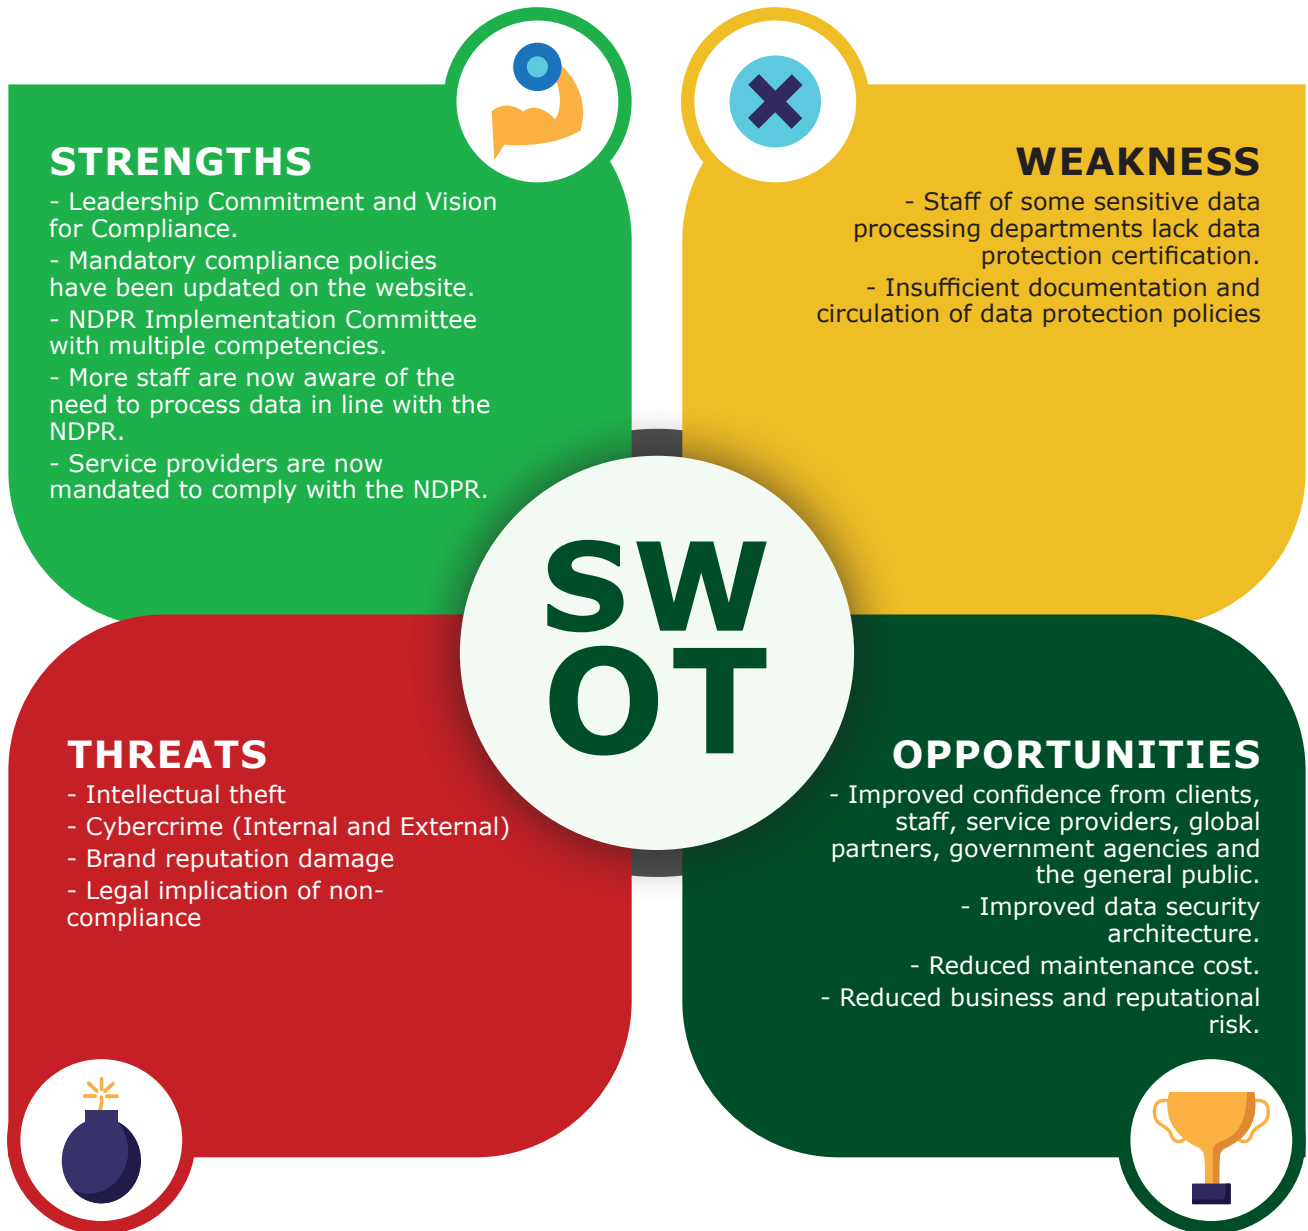 STRENGTHS
- Leadership Commitment and Vision
for Compliance.
- Mandatory compliance policies
have been updated on the website.
- NDPR Implementation Committee
with multiple competencies.
- More staff are now aware of the
need to process data in line with the
NDPR.
- Service providers are now
mandated to comply with the NDPR.
WEAKNESS
- Staff of some sensitive data
processing departments lack data
protection certification.
- Insufficient documentation and
circulation of data protection policies
SW
OT
THREATS
- Intellectual theft
- Cybercrime (Internal and External)
- Brand reputation damage
- Legal implication of non-
compliance
OPPORTUNITIES
- Improved confidence from clients,
staff, service providers, global
partners, government agencies and
the general public.
- Improved data security
architecture.
- Reduced maintenance cost.
- Reduced business and reputational
risk.